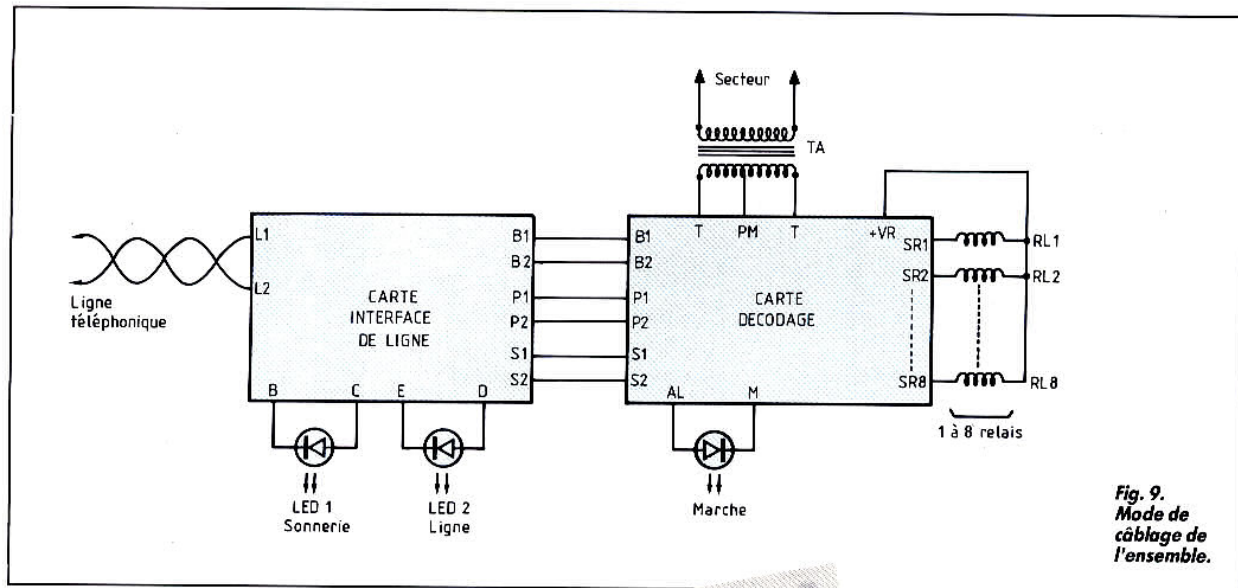 Secteur
TA
L1
L2
Ligne
téléphonique
CARTE
INTERFACE
DE LIGNE
B1
B2
P1
P2
S1
S2
B
C
E
D
LED 1
Sonnerie
LED 2
Ligne
T
PM
T
+VR
B1
B2
P1
P2
S1
S2
CARTE
DECODAGE
SR1
SR2
SR8
AL
M
Marche
RL1
RL2
RL8
1 à 8 relais
Fig. 9.
Mode de
câblage de
l'ensemble.